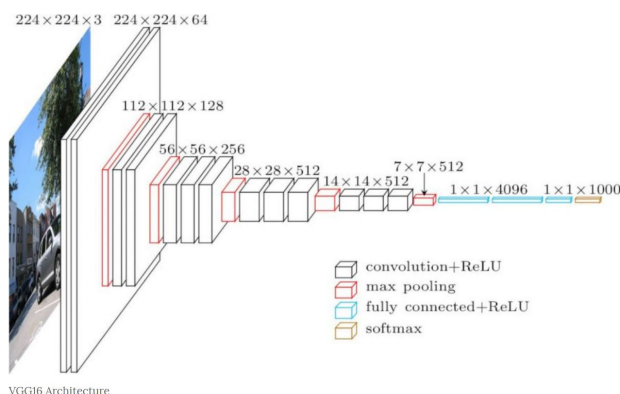 224×224×3
224×224×64
112×112×128
56×56×256
28×28×512
14×14×512
7×7×512
1×1×4096
1×1×1000
convolution+ReLU
max pooling
fully connected+ReLU
softmax
VGG16 Architecture